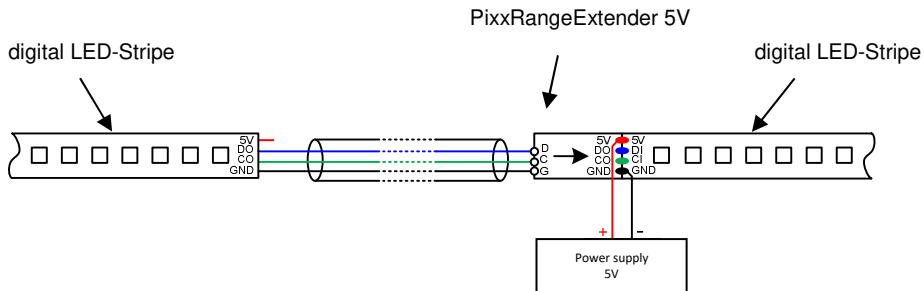 PixxRangeExtender 5V
digital LED-Stripe
digital LED-Stripe
5V
DO
CO
GND
D
C
G
5V
DO
CO
GND
5V
DI
CI
GND
+
-
Power supply
5V